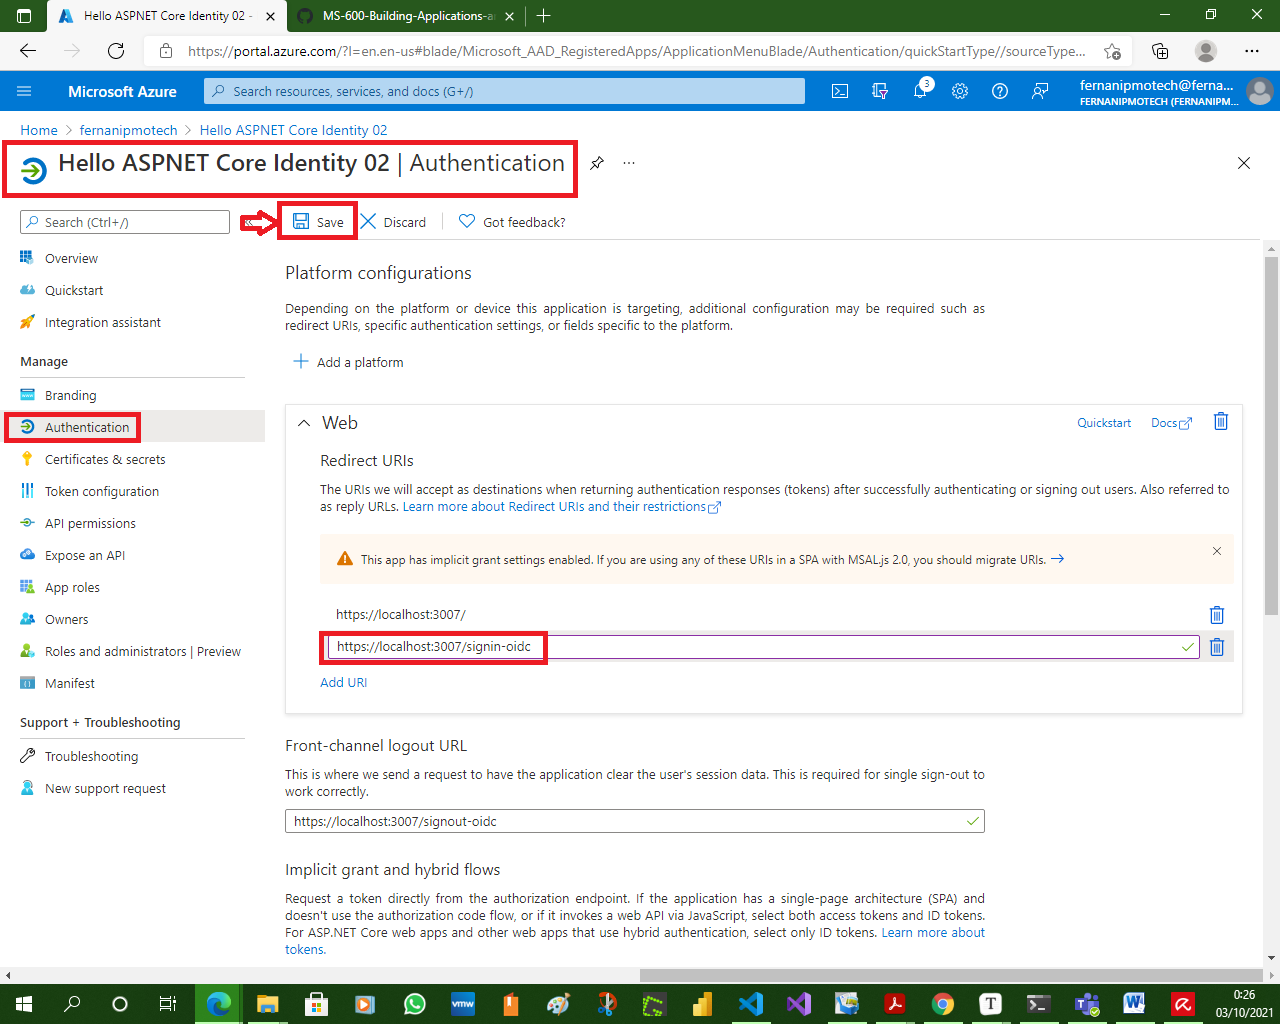 Hello ASPNET Core Identity 02 -
MS-600-Building-Applications-a
https://portal.azure.com/?l=en.en-us#blade/Microsoft_AAD_RegisteredApps/ApplicationMenuBlade/Authentication/quickStartType//sourceType...
Microsoft Azure
Search resources, services, and docs (G+/)
3
fernanipmotech@ferna...
FERNANIPMOTECH (FERNANIPM...
Home > fernanipmotech > Hello ASPNET Core Identity 02
Hello ASPNET Core Identity 02 | Authentication
Search (Ctrl+/)
Save
Discard
Got feedback?
Overview
Quickstart
Integration assistant
Manage
Branding
Authentication
Certificates & secrets
Token configuration
API permissions
Expose an API
App roles
Owners
Roles and administrators | Preview
Manifest
Support + Troubleshooting
Troubleshooting
New support request
Platform configurations
Depending on the platform or device this application is targeting, additional configuration may be required such as
redirect URIs, specific authentication settings, or fields specific to the platform.
Add a platform
Web
Quickstart
Docs
Redirect URIs
The URIs we will accept as destinations when returning authentication responses (tokens) after successfully authenticating or signing out users. Also referred
to as reply URLs. Learn more about Redirect URIs and their restrictions
This app has implicit grant settings enabled. If you are using any of these URIs in a SPA with MSAL.js 2.0, you should migrate URIs.
https://localhost:3007/
https://localhost:3007/signin-oidc
Add URI
Front-channel logout URL
This is where we send a request to have the application clear the user's session data. This is required for single sign-out to
work correctly.
https://localhost:3007/signout-oidc
Implicit grant and hybrid flows
Request a token directly from the authorization endpoint. If the application has a single-page architecture (SPA) and
doesn't use the authorization code flow, or if it invokes a web API via JavaScript, select both access tokens and ID tokens.
For ASP.NET Core web apps and other web apps that use hybrid authentication, select only ID tokens. Learn more about
tokens.
vmw
0:26
03/10/2021